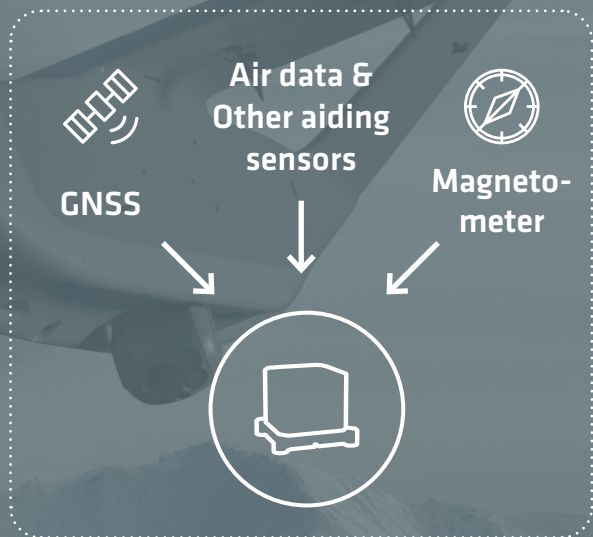 GNSS
Air data &
Other aiding
sensors
Magneto-
meter